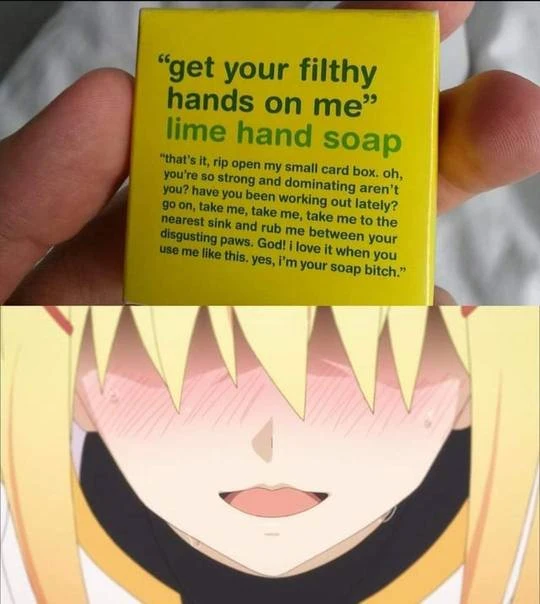 “get your filthy
hands on me”
lime hand soap
"that's it, rip open my small card box. oh,
you're so strong and dominating aren't
you? have you been working out lately?
go on, take me, take me, take me to the
nearest sink and rub me between your
disgusting paws. God! i love it when you
use me like this. yes, i'm your soap bitch.”